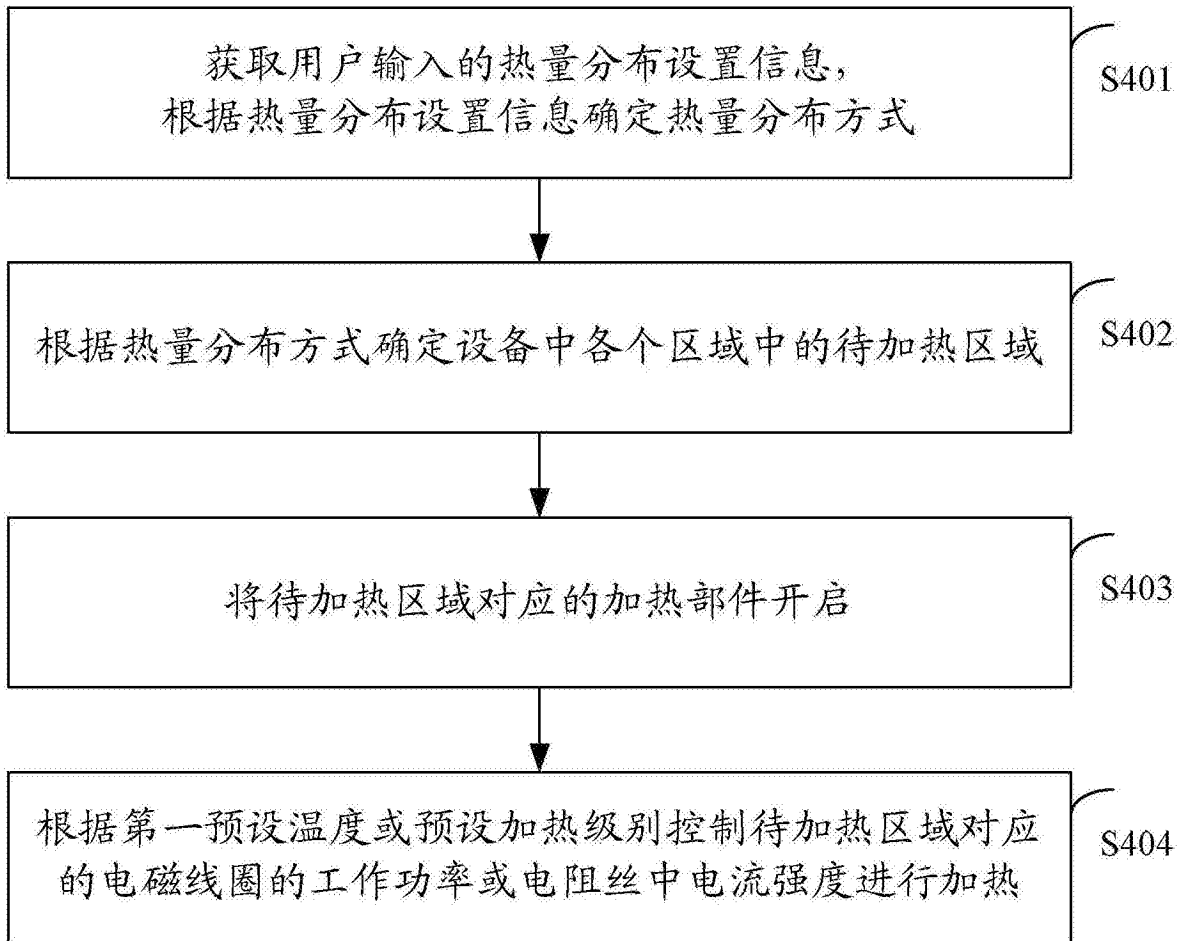 获取用户输入的热量分布设置信息，
根据热量分布设置信息确定热量分布方式
S401
根据热量分布方式确定设备中各个区域中的待加热区域
S402
将待加热区域对应的加热部件开启
S403
根据第一预设温度或预设加热级别控制待加热区域对应
的电磁线圈的工作功率或电阻丝中电流强度进行加热
S404